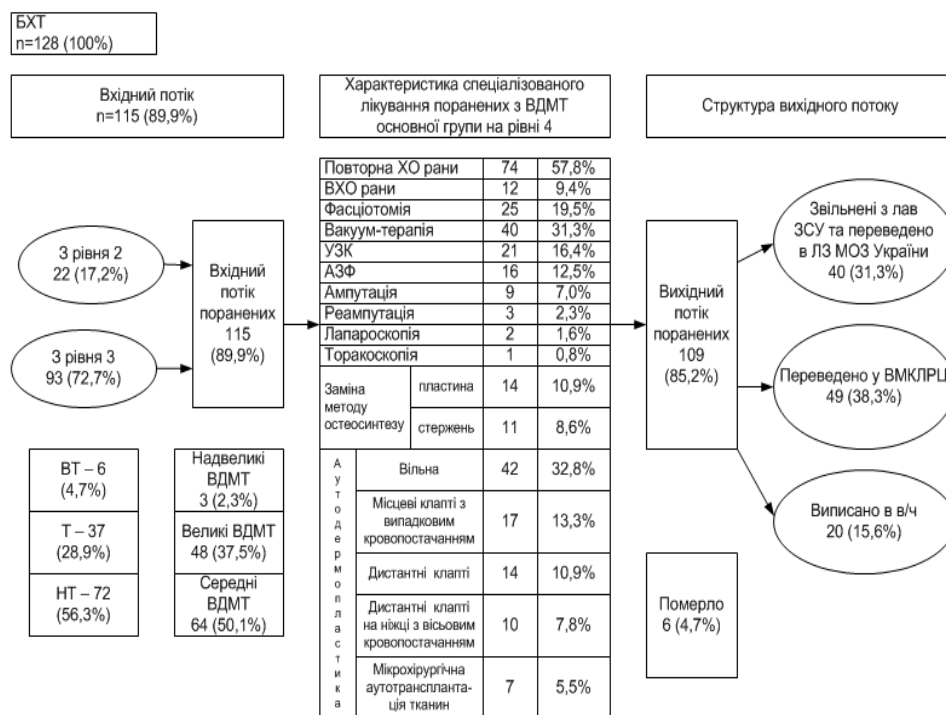 БХТ
n=128 (100%)
Вхідний потік
n=115 (89,9%)
Характеристика спеціалізованого
лікування поранених з ВДМТ
основної групи на рівні 4
Структура вихідного потоку
З рівня 2
22 (17,2%)
З рівня 3
93 (72,7%)
Вхідний
потік
поранених
115
(89,9%)
ВТ – 6
(4,7%)
Т – 37
(28,9%)
НТ – 72
(56,3%)
Надвеликі
ВДМТ
3 (2,3%)
Великі ВДМТ
48 (37,5%)
Середні
ВДМТ
64 (50,1%)
Повторна ХО рани 74 57,8%
ВХО рани 12 9,4%
Фасціотомія 25 19,5%
Вакуум-терапія 40 31,3%
УЗК 21 16,4%
АЗФ 16 12,5%
Ампутація 9 7,0%
Реампутація 3 2,3%
Лапароскопія 2 1,6%
Торакоскопія 1 0,8%
Заміна
методу
остеосинтезу
пластина 14 10,9%
стержень 11 8,6%
Аутодермопластика
Вільна 42 32,8%
Місцеві клапті з
випадковим
кровопостачанням
17 13,3%
Дистантні клапті 14 10,9%
Дистантні клапті
на ніжці з вісьовим
кровопостачанням
10 7,8%
Мікрохірургічна
аутотранспланта-
ція тканин
7 5,5%
Вихідний
потік
поранених
109
(85,2%)
Померло
6 (4,7%)
Звільнені з лав
ЗСУ та переведено
в ЛЗ МОЗ України
40 (31,3%)
Переведено у ВМКЛРЦ
49 (38,3%)
Виписано в в/ч
20 (15,6%)